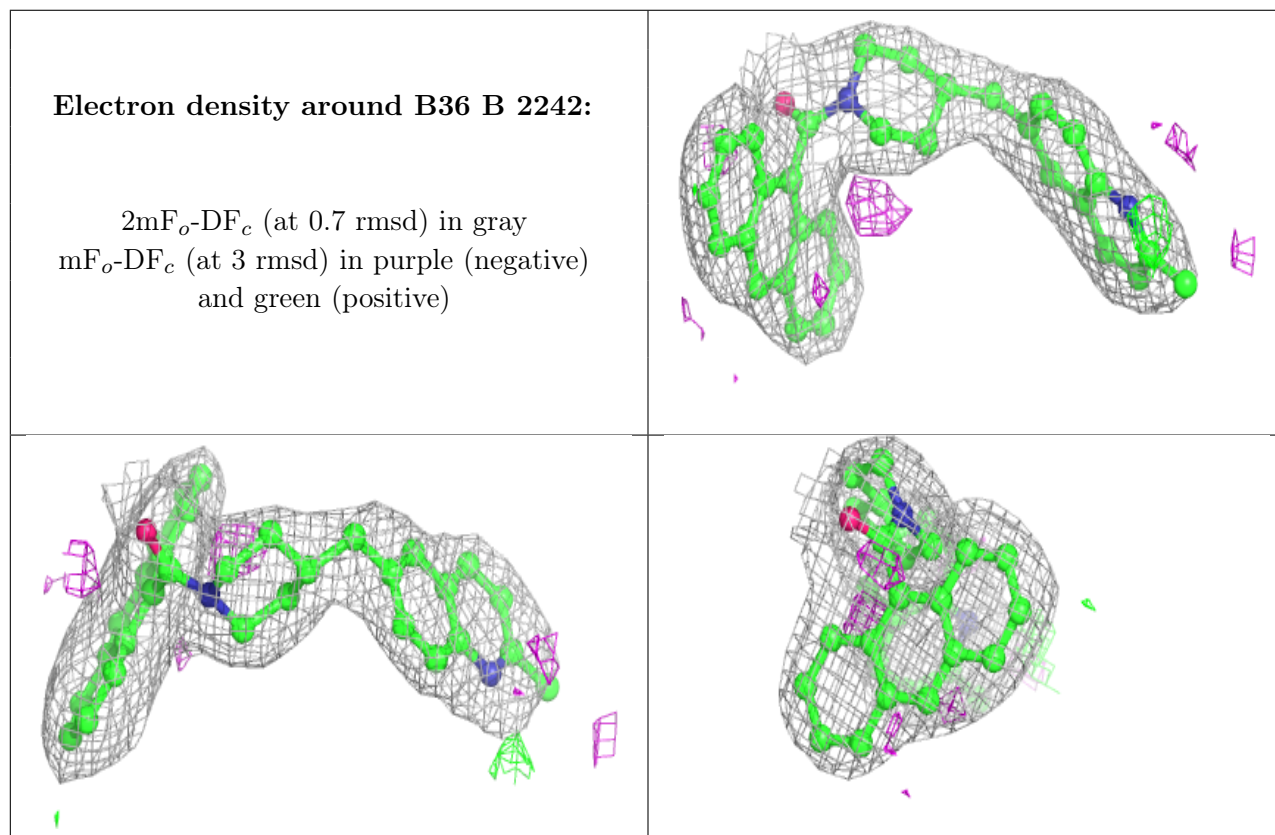 Electron density around B36 B 2242:
2mFₒ-DF𝒸 (at 0.7 rmsd) in gray
mFₒ-DF𝒸 (at 3 rmsd) in purple (negative)
and green (positive)